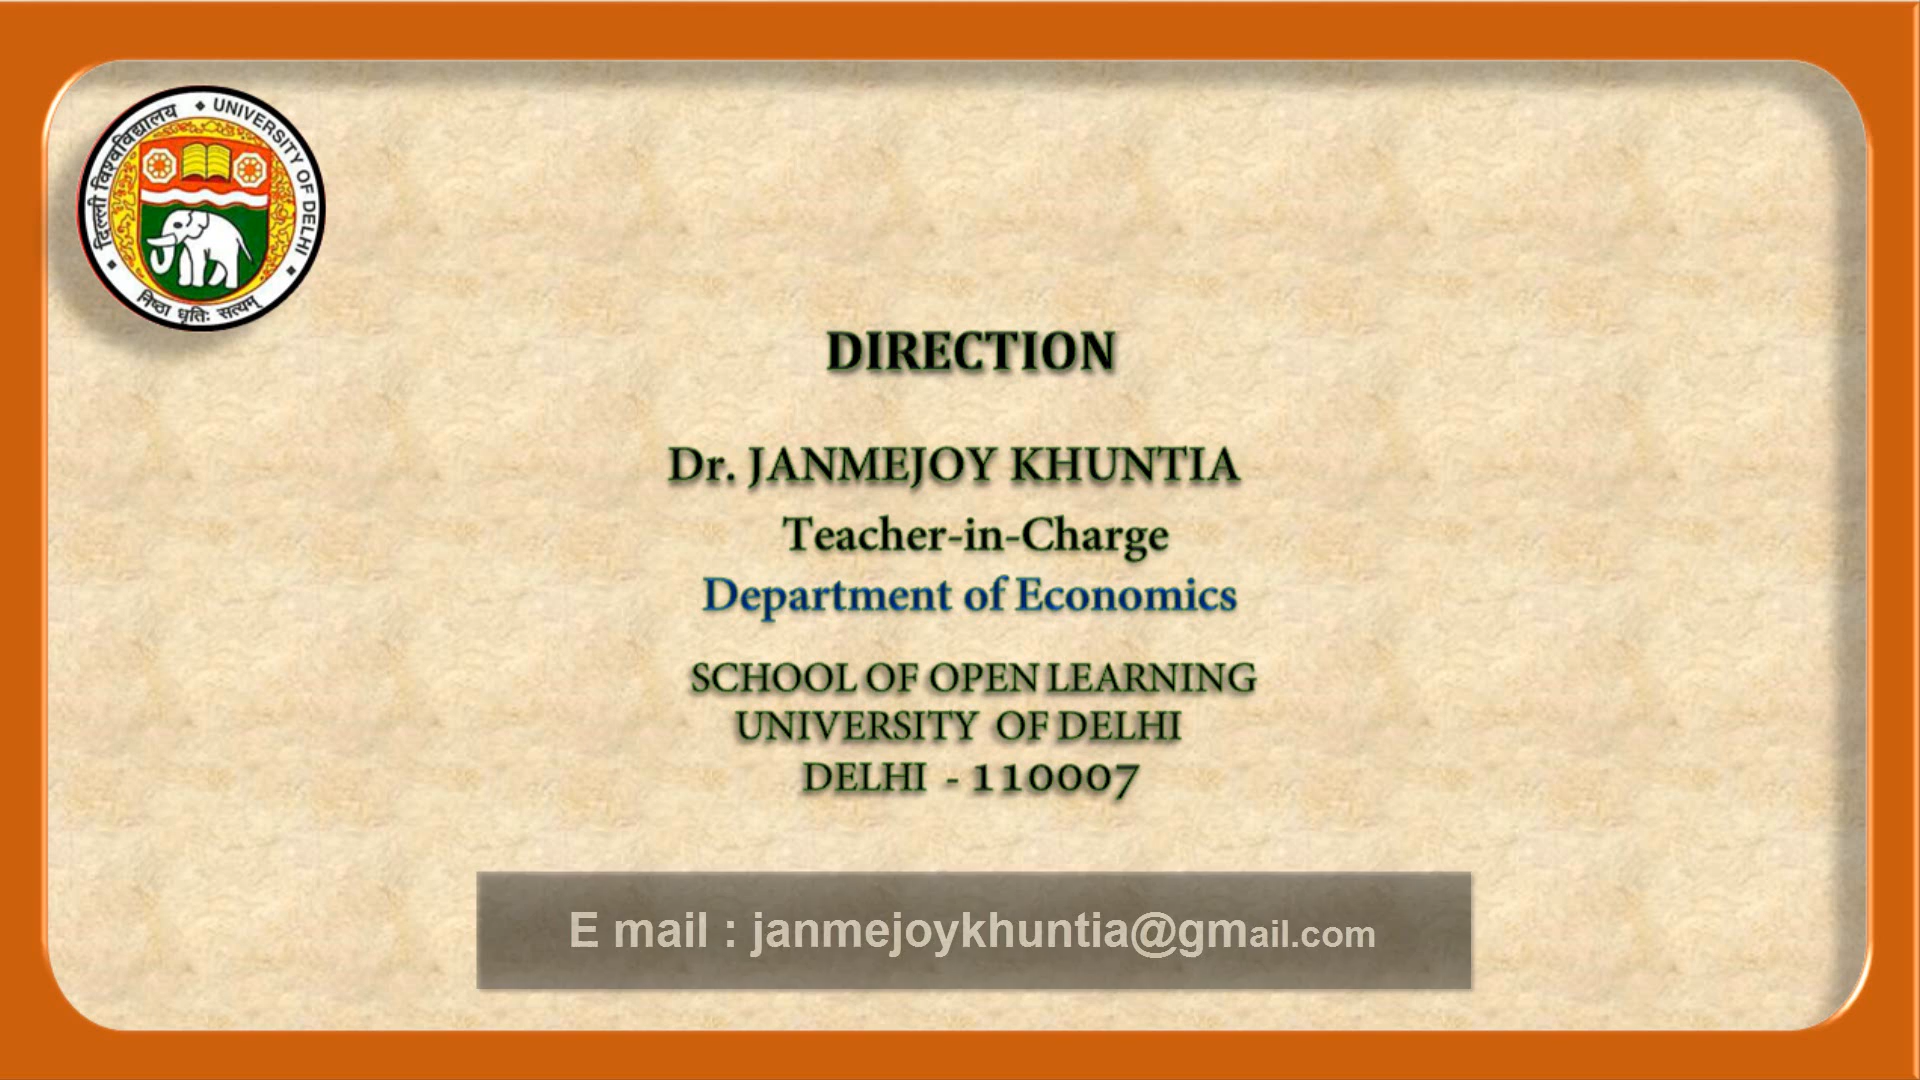 दिल्ली विश्वविद्यालय ◆ UNIVERSITY OF DELHI ◆
निष्ठा धृतिः सत्यम्
DIRECTION
Dr. JANMEJOY KHUNTIA
Teacher-in-Charge
Department of Economics
SCHOOL OF OPEN LEARNING
UNIVERSITY OF DELHI
DELHI - 110007
E mail : janmejoykhuntia@gmail.com